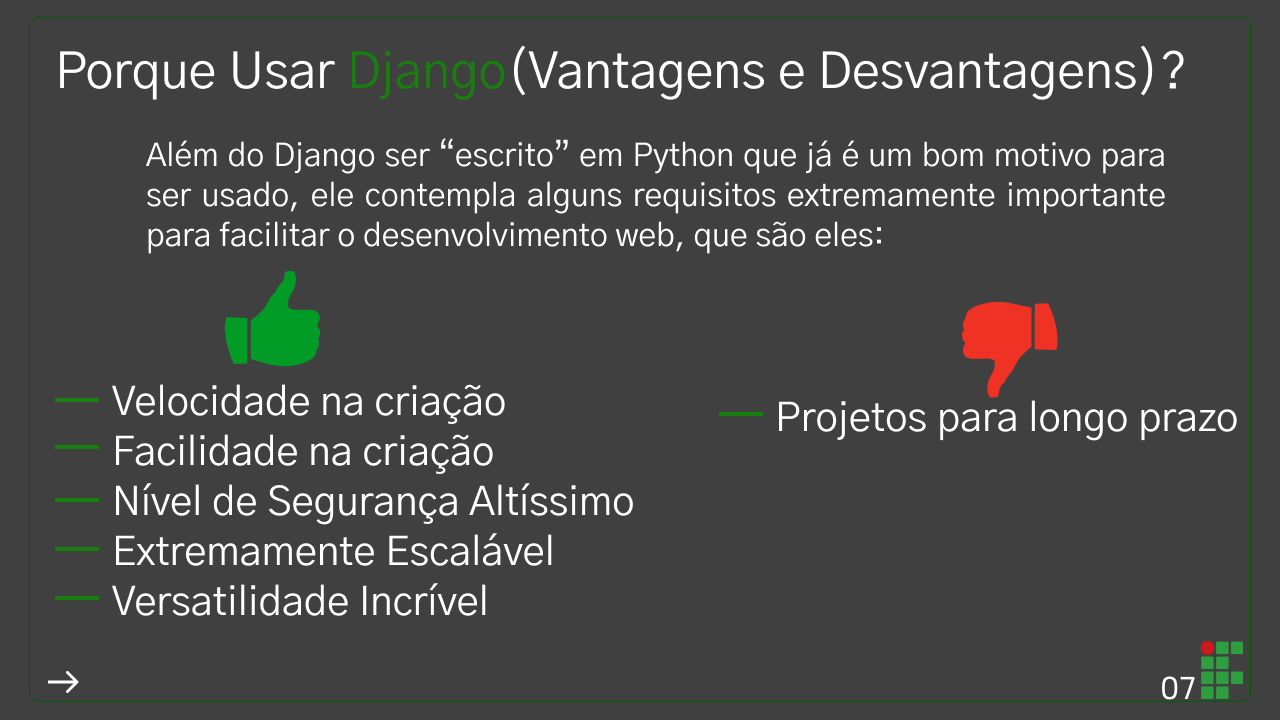 Porque Usar Django(Vantagens e Desvantagens)?
Além do Django ser “escrito” em Python que já é um bom motivo para
ser usado, ele contempla alguns requisitos extremamente importante
para facilitar o desenvolvimento web, que são eles:
Velocidade na criação
Facilidade na criação
Nível de Segurança Altíssimo
Extremamente Escalável
Versatilidade Incrível
Projetos para longo prazo
07